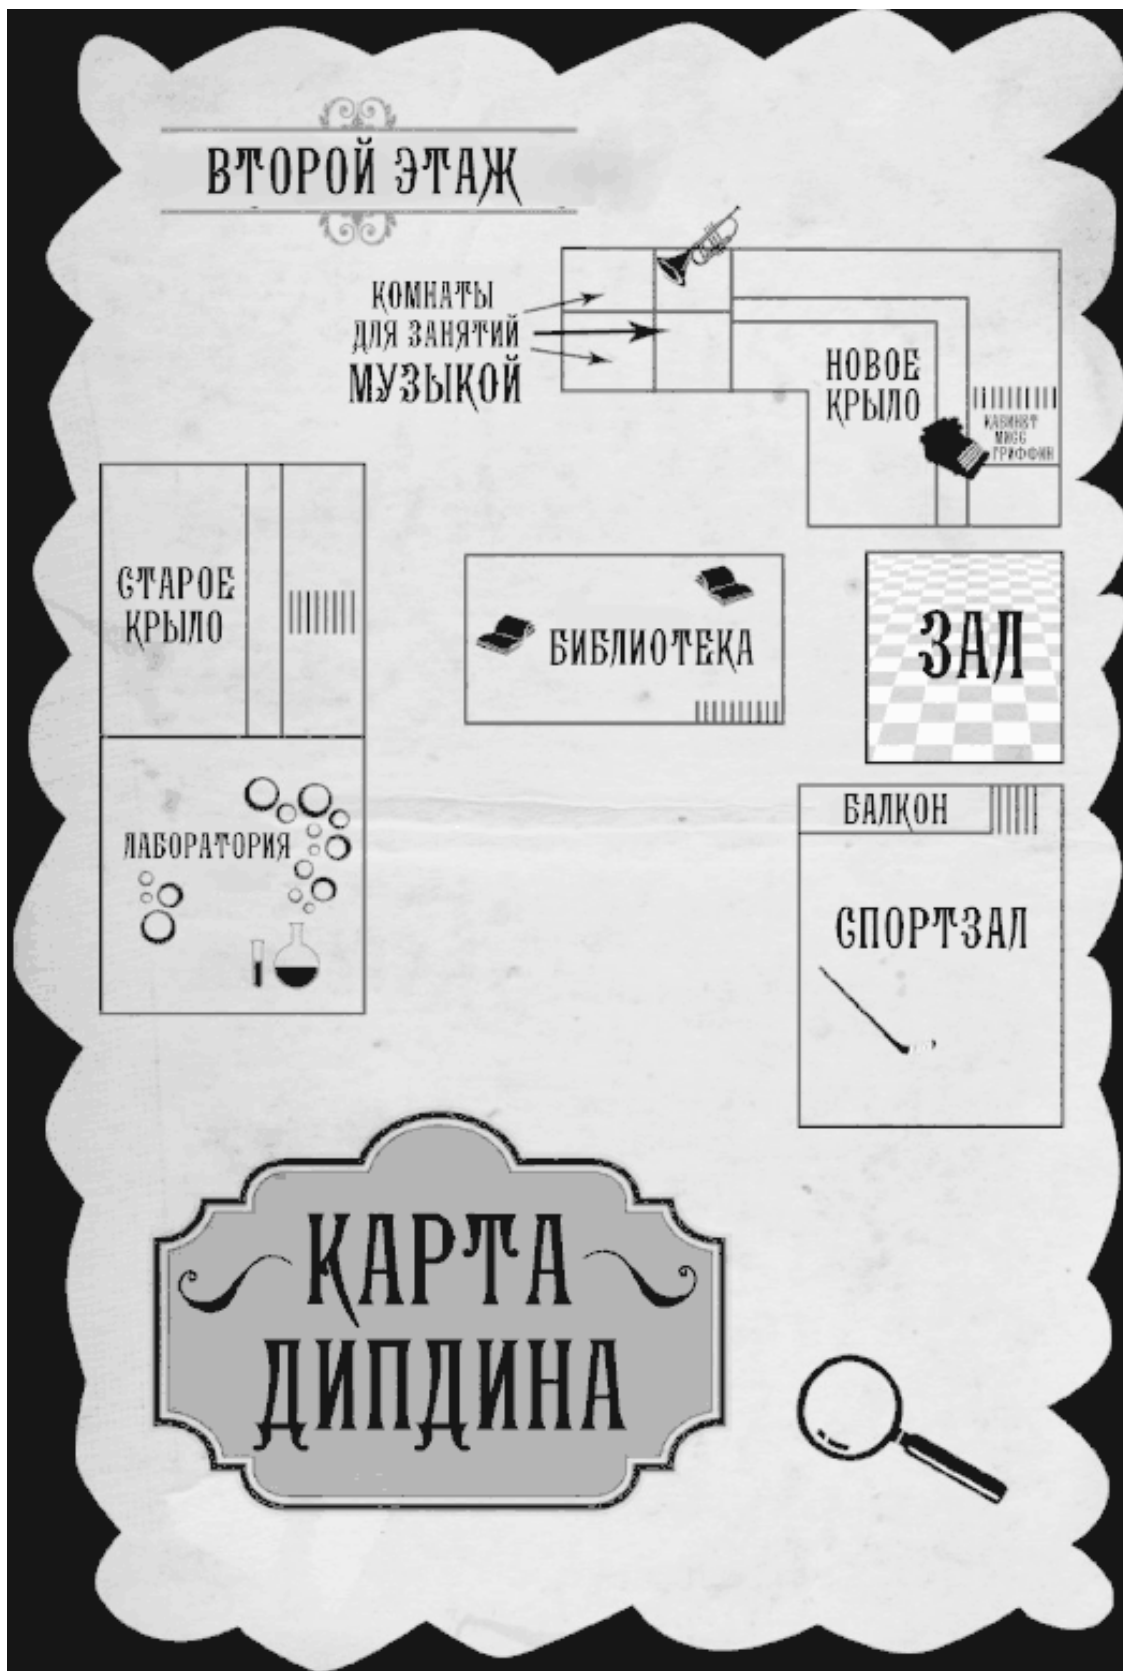 ВТОРОЙ ЭТАЖ
КОМНАТЫ
ДЛЯ ЗАНЯТИЙ
МУЗЫКОЙ
НОВОЕ
КРЫЛО
КАБИНЕТ
МИСС
ГРИФФИН
СТАРОЕ
КРЫЛО
БИБЛИОТЕКА
ЗАЛ
БАЛКОН
ЛАБОРАТОРИЯ
СПОРТЗАЛ
КАРТА
ДИПДИНА